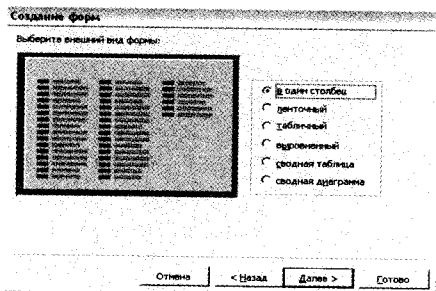 Создание форм
Выберите внешний вид формы:
в один столбец
ленточный
табличный
выровненный
сводная таблица
сводная диаграмма
Отмена
< Назад
Далее >
Готово